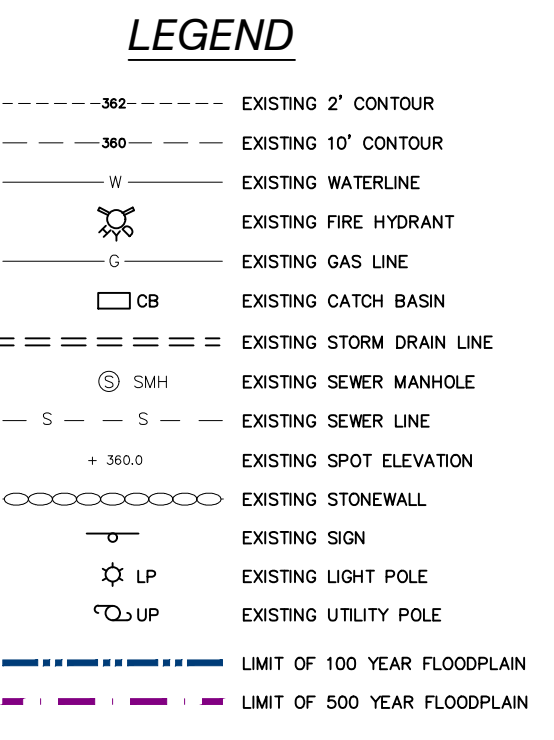 LEGEND
362 EXISTING 2' CONTOUR
360 EXISTING 10' CONTOUR
W EXISTING WATERLINE
HYD EXISTING FIRE HYDRANT
G EXISTING GAS LINE
CB EXISTING CATCH BASIN
EXISTING STORM DRAIN LINE
S SMH EXISTING SEWER MANHOLE
S S EXISTING SEWER LINE
+ 360.0 EXISTING SPOT ELEVATION
EXISTING STONEWALL
EXISTING SIGN
LP EXISTING LIGHT POLE
UP EXISTING UTILITY POLE
LIMIT OF 100 YEAR FLOODPLAIN
LIMIT OF 500 YEAR FLOODPLAIN